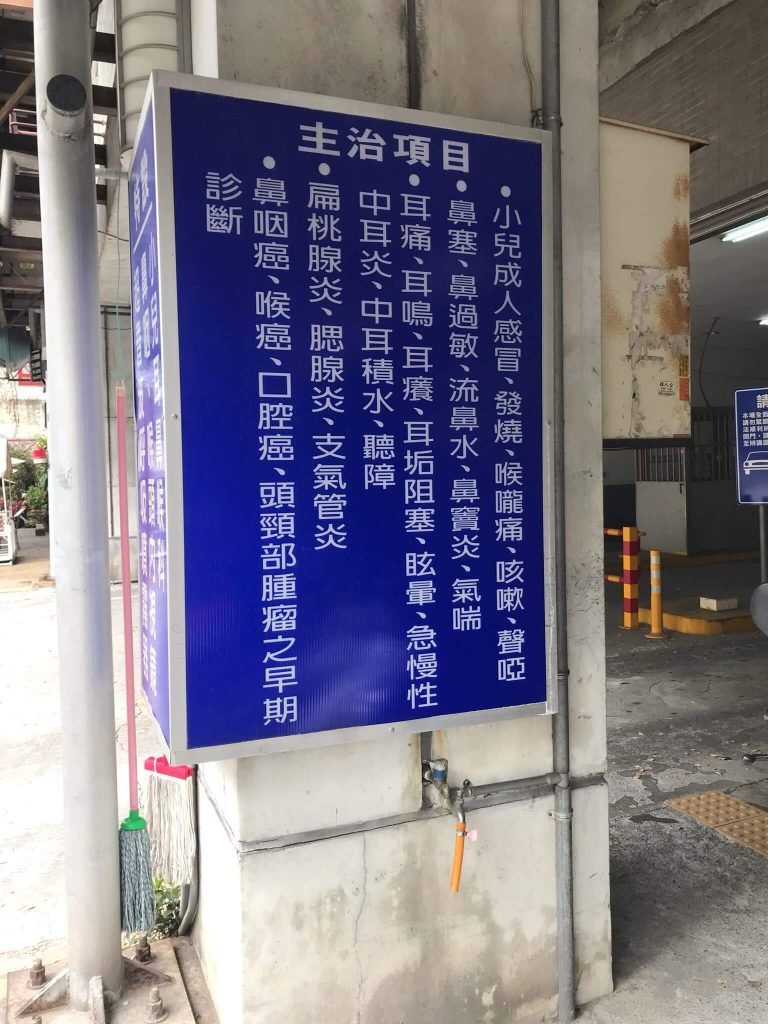 主治項目
●小兒成人感冒、發燒、喉嚨痛、咳嗽、聲啞
●鼻塞、鼻過敏、流鼻水、鼻竇炎、氣喘
●耳痛、耳鳴、耳癢、耳垢阻塞、眩暈、急慢性
中耳炎、中耳積水、聽障
●扁桃腺炎、腮腺炎、支氣管炎
●鼻咽癌、喉癌、口腔癌、頭頸部腫瘤之早期
診斷